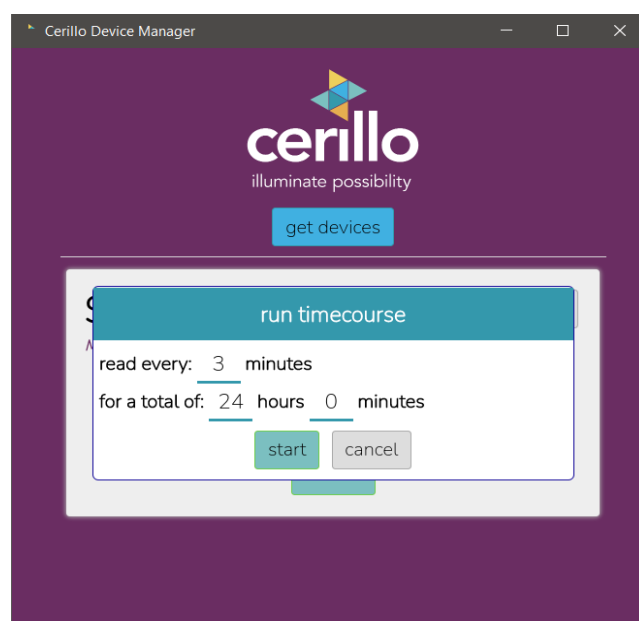 Cerillo Device Manager
cerillo
illuminate possibility
get devices
run timecourse
read every: 3 minutes
for a total of: 24 hours 0 minutes
start cancel